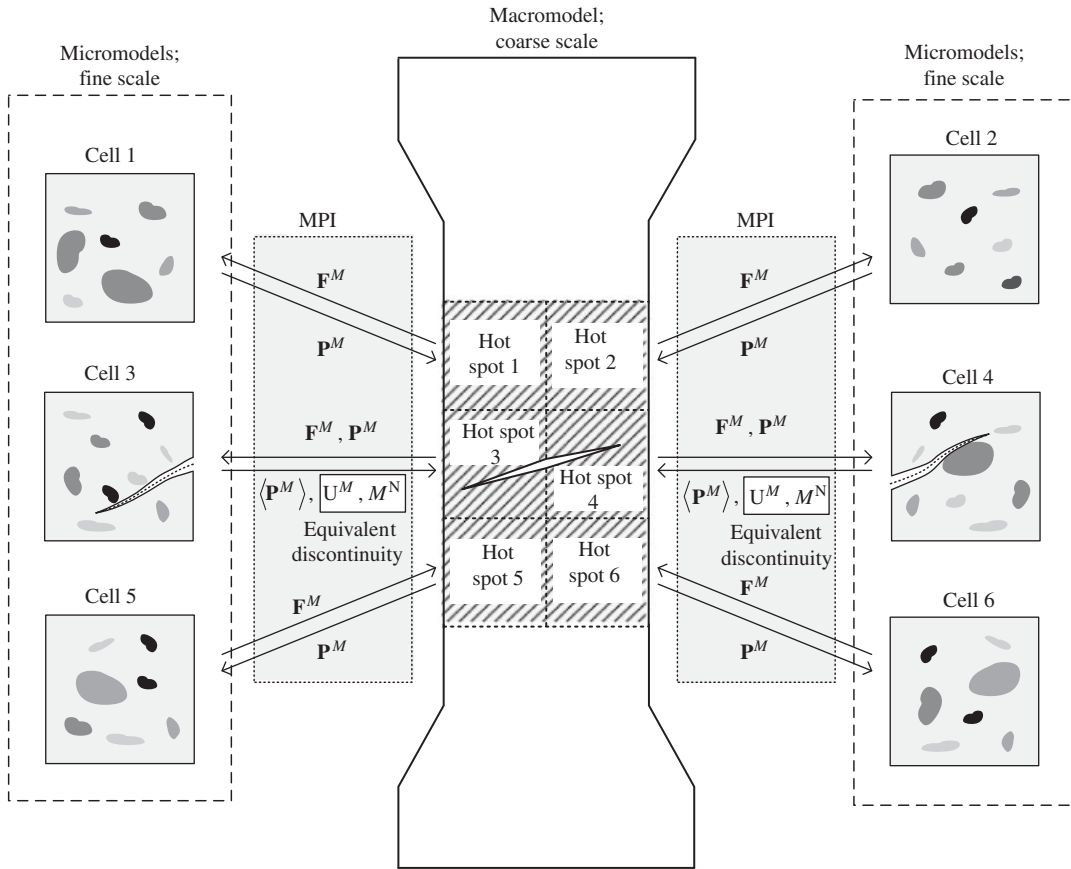 Macromodel;
coarse scale
Micromodels;
fine scale
Micromodels;
fine scale
Cell 1
Cell 2
MPI
MPI
𝐅^M
𝐅^M
𝐏^M
𝐏^M
Hot
spot 1
Hot
spot 2
Cell 3
Cell 4
𝐅^M, 𝐏^M
𝐅^M, 𝐏^M
Hot spot
3
Hot spot
4
⟨𝐏^M⟩, U^M, M^N
⟨𝐏^M⟩, U^M, M^N
Equivalent
discontinuity
Equivalent
discontinuity
Hot
spot 5
Hot
spot 6
Cell 5
Cell 6
𝐅^M
𝐅^M
𝐏^M
𝐏^M